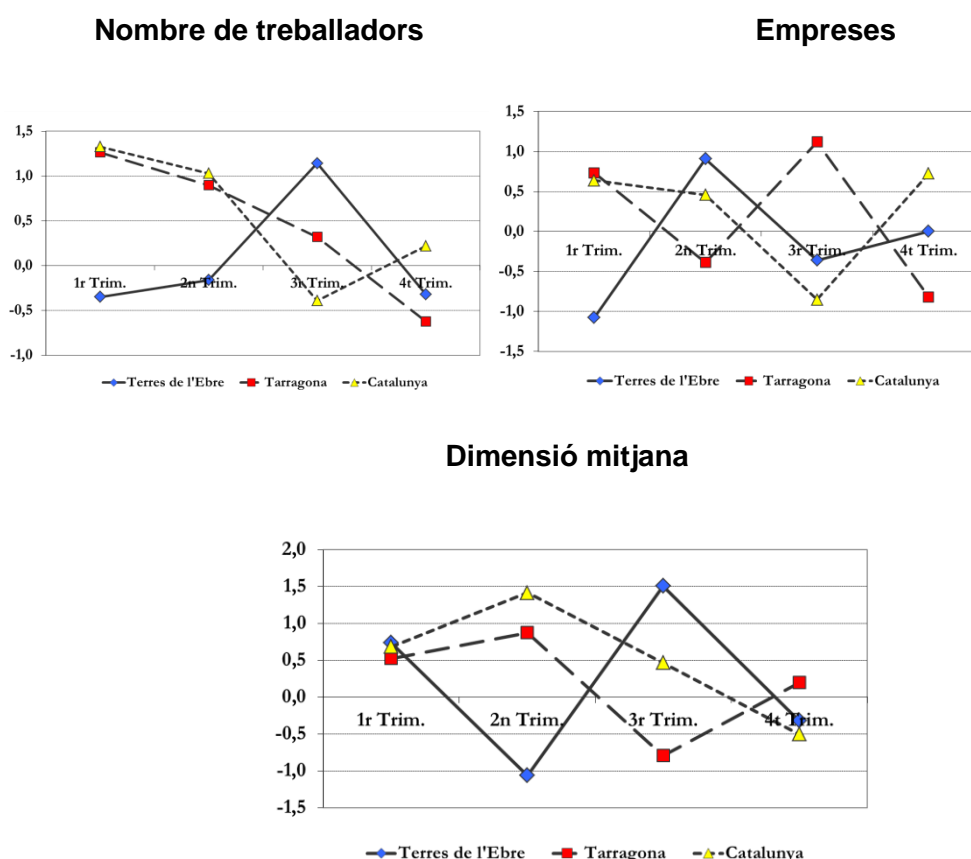 Nombre de treballadors
1,5
1,0
0,5
0,0
-0,5
-1,0
1r Trim. 2n Trim. 3r Trim. 4t Trim.
Terres de l'Ebre Tarragona Catalunya
Empreses
1,5
1,0
0,5
0,0
-0,5
-1,0
-1,5
1r Trim. 2n Trim. 3r Trim. 4t Trim.
Terres de l'Ebre Tarragona Catalunya
Dimensió mitjana
2,0
1,5
1,0
0,5
0,0
-0,5
-1,0
-1,5
1r Trim. 2n Trim. 3r Trim. 4t Trim.
Terres de l'Ebre Tarragona Catalunya